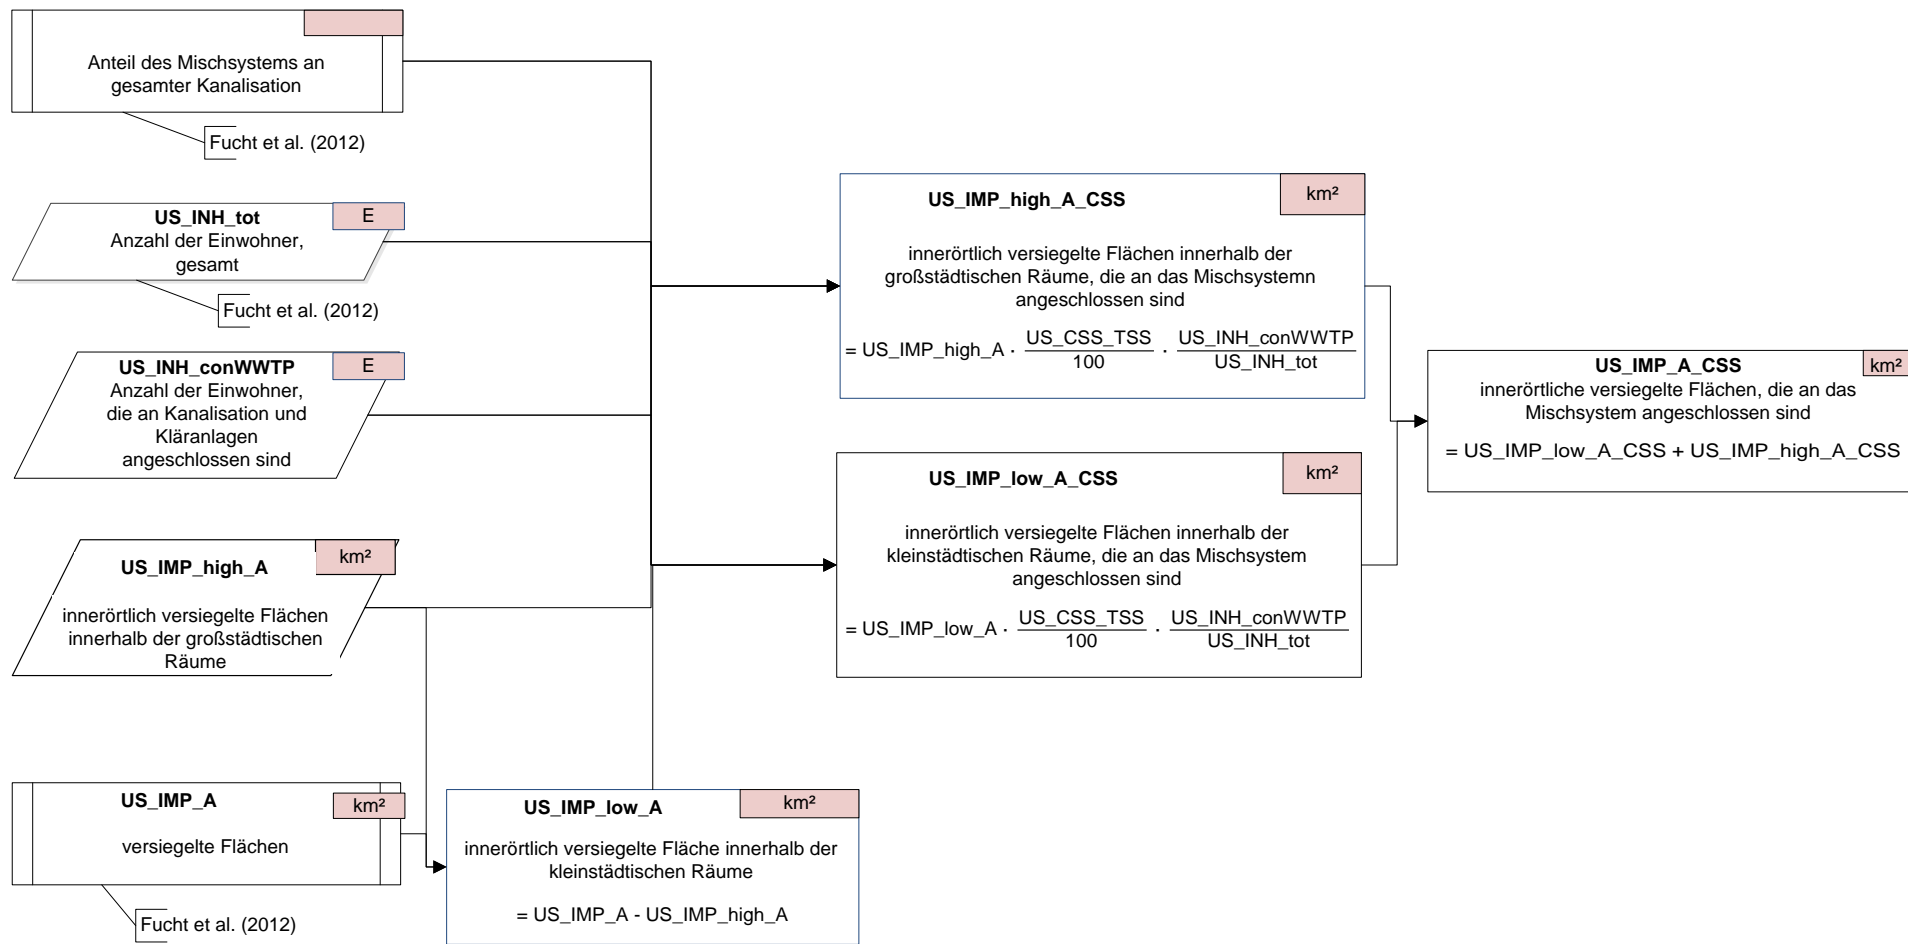 Anteil des Mischsystems an
gesamter Kanalisation
Fucht et al. (2012)
US_INH_tot
E
Anzahl der Einwohner,
gesamt
Fucht et al. (2012)
US_INH_conWWTP
E
Anzahl der Einwohner,
die an Kanalisation und
Kläranlagen
angeschlossen sind
US_IMP_high_A
km²
innerörtlich versiegelte Flächen
innerhalb der großstädtischen
Räume
US_IMP_A
km²
versiegelte Flächen
Fucht et al. (2012)
US_IMP_low_A
km²
innerörtlich versiegelte Fläche innerhalb der
kleinstädtischen Räume
= US_IMP_A - US_IMP_high_A
US_IMP_high_A_CSS
km²
innerörtlich versiegelte Flächen innerhalb der
großstädtischen Räume, die an das Mischsystemn
angeschlossen sind
= US_IMP_high_A · US_CSS_TSS/100 · US_INH_conWWTP/US_INH_tot
US_IMP_low_A_CSS
km²
innerörtlich versiegelte Flächen innerhalb der
kleinstädtischen Räume, die an das Mischsystem
angeschlossen sind
= US_IMP_low_A · US_CSS_TSS/100 · US_INH_conWWTP/US_INH_tot
US_IMP_A_CSS
km²
innerörtliche versiegelte Flächen, die an das
Mischsystem angeschlossen sind
= US_IMP_low_A_CSS + US_IMP_high_A_CSS